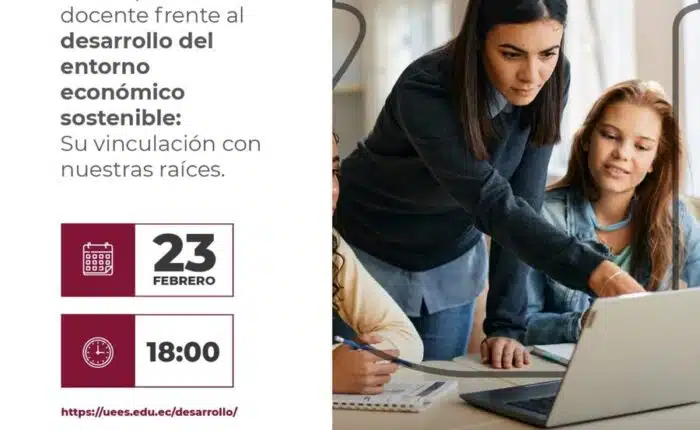 docente frente al
desarrollo del
entorno
económico
sostenible:
Su vinculación con
nuestras raíces.
23
FEBRERO
18:00
https://uees.edu.ec/desarrollo/